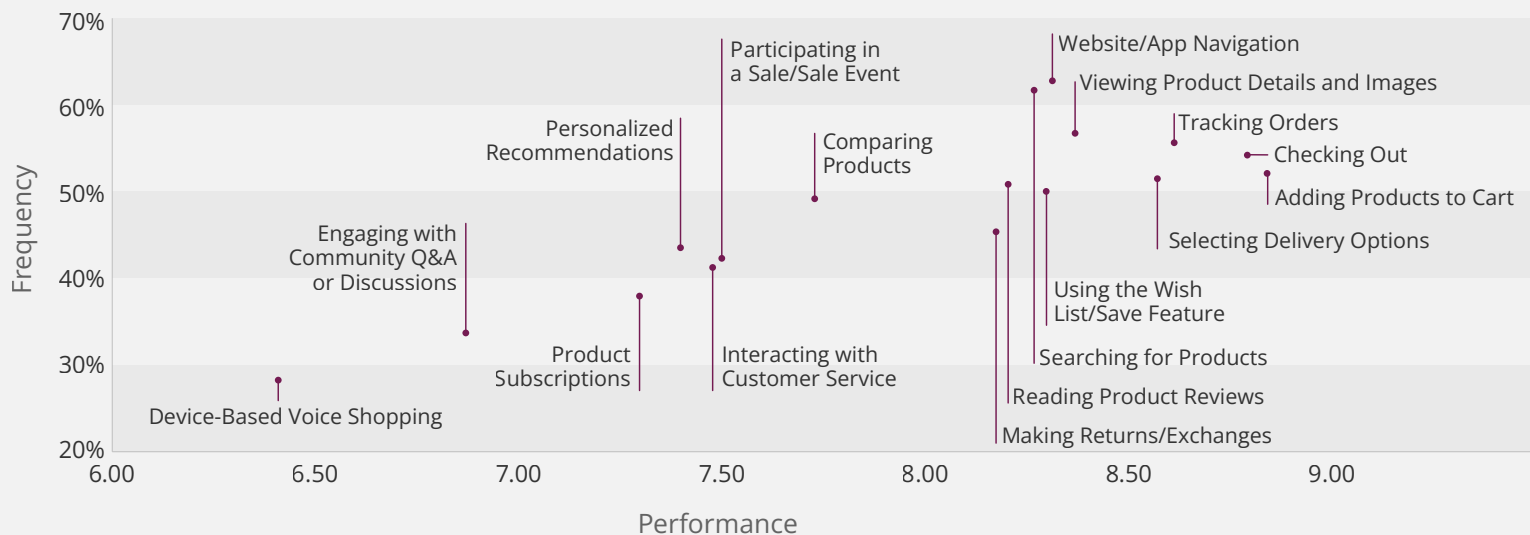 70%
60%
50%
40%
30%
20%
Frequency
Participating in
a Sale/Sale Event
Website/App Navigation
Viewing Product Details and Images
Personalized
Recommendations
Comparing
Products
Tracking Orders
Checking Out
Adding Products to Cart
Engaging with
Community Q&A
or Discussions
Selecting Delivery Options
Using the Wish
List/Save Feature
Product
Subscriptions
Interacting with
Customer Service
Searching for Products
Reading Product Reviews
Device-Based Voice Shopping
Making Returns/Exchanges
6.00
6.50
7.00
7.50
8.00
8.50
9.00
Performance